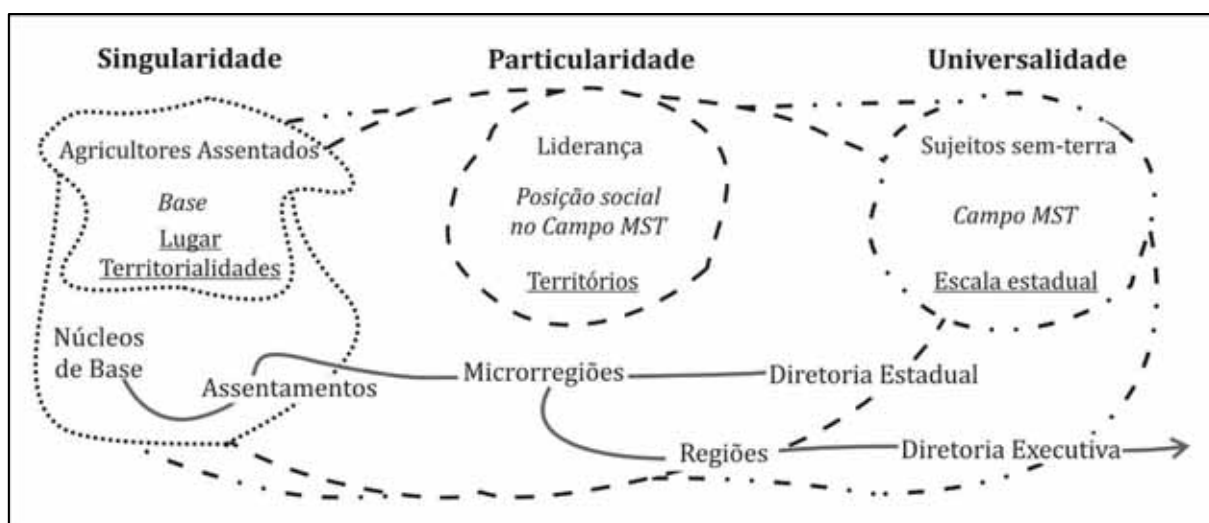 Singularidade
Particularidade
Universalidade
Agricultores Assentados
Base
Lugar
Territorialidades
Liderança
Posição social
no Campo MST
Territórios
Sujeitos sem-terra
Campo MST
Escala estadual
Núcleos
de Base
Assentamentos
Microrregiões
Diretoria Estadual
Regiões
Diretoria Executiva